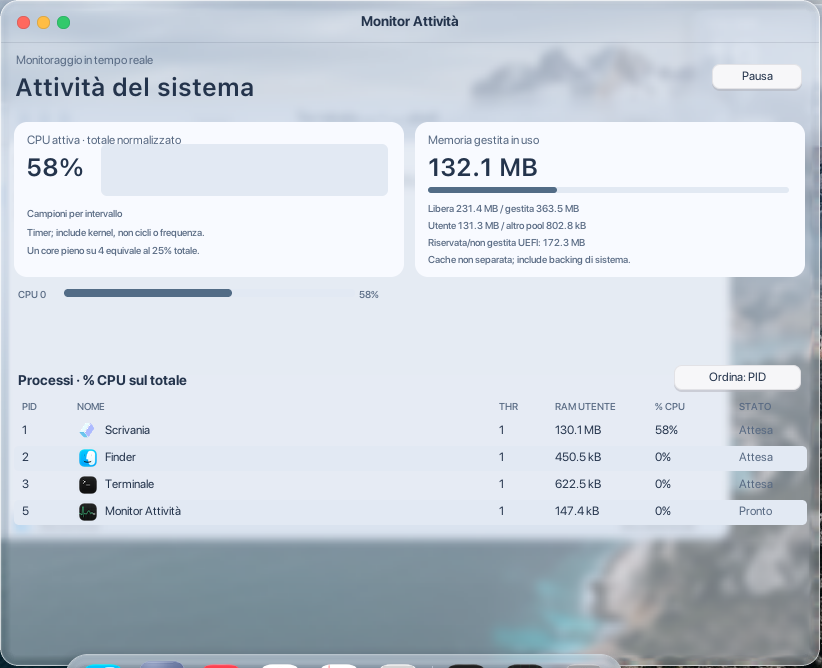 Monitor Attività
Monitoraggio in tempo reale
Attività del sistema
Pausa
CPU attiva · totale normalizzato
58%
Campioni per intervallo
Timer; include kernel, non cicli o frequenza.
Un core pieno su 4 equivale al 25% totale.
Memoria gestita in uso
132.1 MB
Libera 231.4 MB / gestita 363.5 MB
Utente 131.3 MB / altro pool 802.8 kB
Riservata/non gestita UEFI: 172.3 MB
Cache non separata; include backing di sistema.
CPU 0 58%
Processi · % CPU sul totale
Ordina: PID
PID NOME THR RAM UTENTE % CPU STATO
1 Scrivania 1 130.1 MB 58% Attesa
2 Finder 1 450.5 kB 0% Attesa
3 Terminale 1 622.5 kB 0% Attesa
5 Monitor Attività 1 147.4 kB 0% Pronto